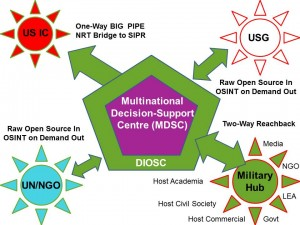 US IC
One-Way BIG PIPE
NRT Bridge to SIPR
USG
Raw Open Source In
OSINT on Demand Out
Multinational
Decision-Support
Centre (MDSC)
DIOSC
Raw Open Source In
OSINT on Demand Out
UN/NGO
Two-Way Reachback
Media
NGO
LEA
Military
Hub
Host Academia
Host Civil Society
Host Commercial
Govt